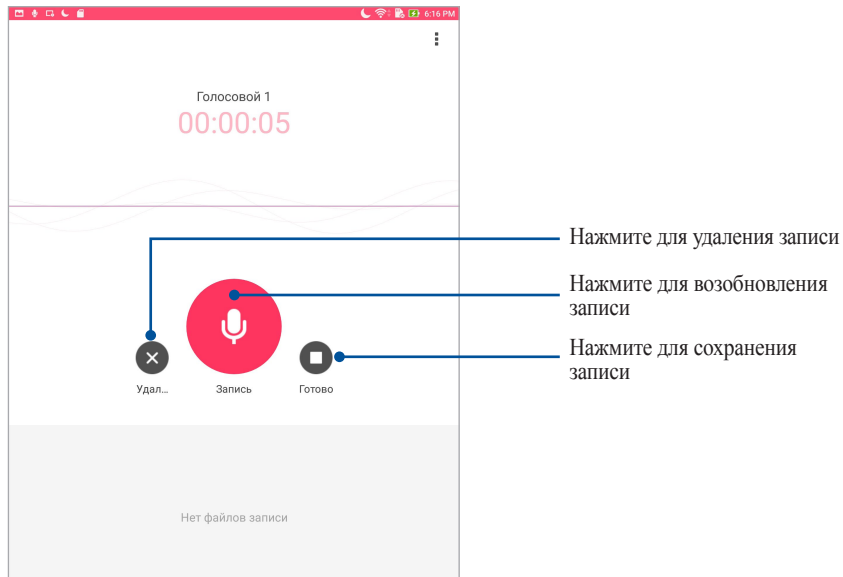 6:16 PM
Голосовой 1
00:00:05
Нажмите для удаления записи
Нажмите для возобновления
записи
Нажмите для сохранения
записи
Удал...
Запись
Готово
Нет файлов записи